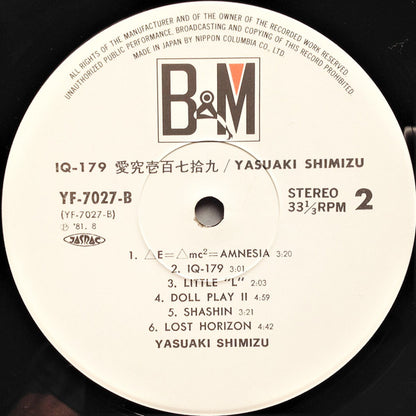 ALL RIGHTS OF THE MANUFACTURER AND OF THE OWNER OF THE RECORDED WORK RESERVED.
UNAUTHORIZED PUBLIC PERFORMANCE, BROADCASTING AND COPYING OF THIS RECORD PROHIBITED
MADE IN JAPAN BY NIPPON COLUMBIA CO., LTD.
B&M
IQ-179 愛究壱百七拾九/YASUAKI SHIMIZU
YF-7027-B
(YF-7027-B)
Ⓟ '81. 8
JASRAC
STEREO
33⅓RPM 2
1. △E=△mc²=AMNESIA 3:20
2. IQ-179 3:01
3. LITTLE "L" 2:03
4. DOLL PLAY II 4:59
5. SHASHIN 3:21
6. LOST HORIZON 4:42
YASUAKI SHIMIZU